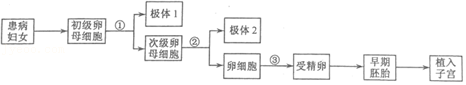 患病
妇女
初级卵
母细胞
①
极体1
次级卵
母细胞
②
极体2
卵细胞
③
受精卵
早期
胚胎
植入
子宫